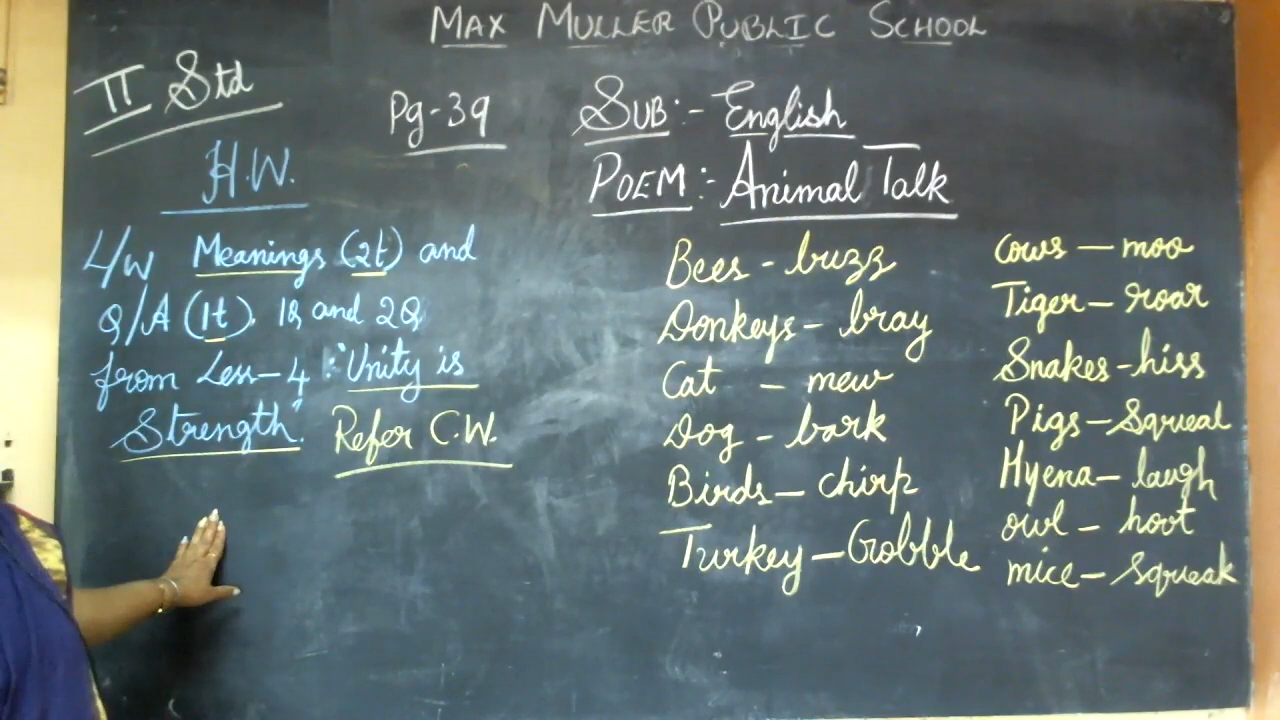 MAX MULLER PUBLIC SCHOOL
II Std
Pg-39
SUB:- English
POEM:- Animal Talk
H.W.
L/W Meanings (2t) and
Q/A (1t). 1Q and 2Q
from Less-4 :"Unity is
Strength." Refer C.W.
Bees - buzz
Donkeys - bray
Cat - mew
Dog - bark
Birds - chirp
Turkey - Gobble
cows - moo
Tiger - roar
Snakes - hiss
Pigs - Squeal
Hyena - laugh
owl - hoot
mice - Squeak